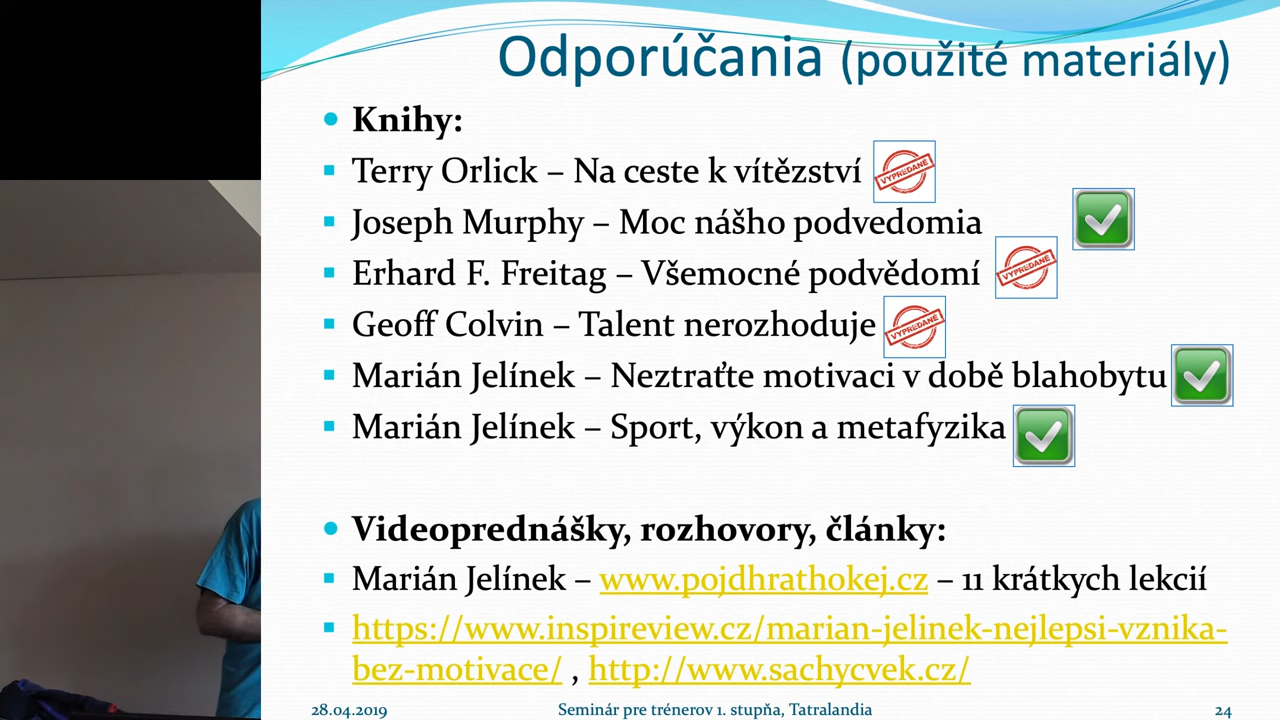 Odporúčania (použité materiály)
Knihy:
Terry Orlick – Na ceste k vítězství
VYPREDANÉ
Joseph Murphy – Moc nášho podvedomia
Erhard F. Freitag – Všemocné podvědomí
VYPREDANÉ
Geoff Colvin – Talent nerozhoduje
VYPREDANÉ
Marián Jelínek – Neztraťte motivaci v době blahobytu
Marián Jelínek – Sport, výkon a metafyzika
Videoprednášky, rozhovory, články:
Marián Jelínek – www.pojdhrathokej.cz – 11 krátkych lekcií
https://www.inspireview.cz/marian-jelinek-nejlepsi-vznika-
bez-motivace/ , http://www.sachycvek.cz/
28.04.2019 Seminár pre trénerov 1. stupňa, Tatralandia 24